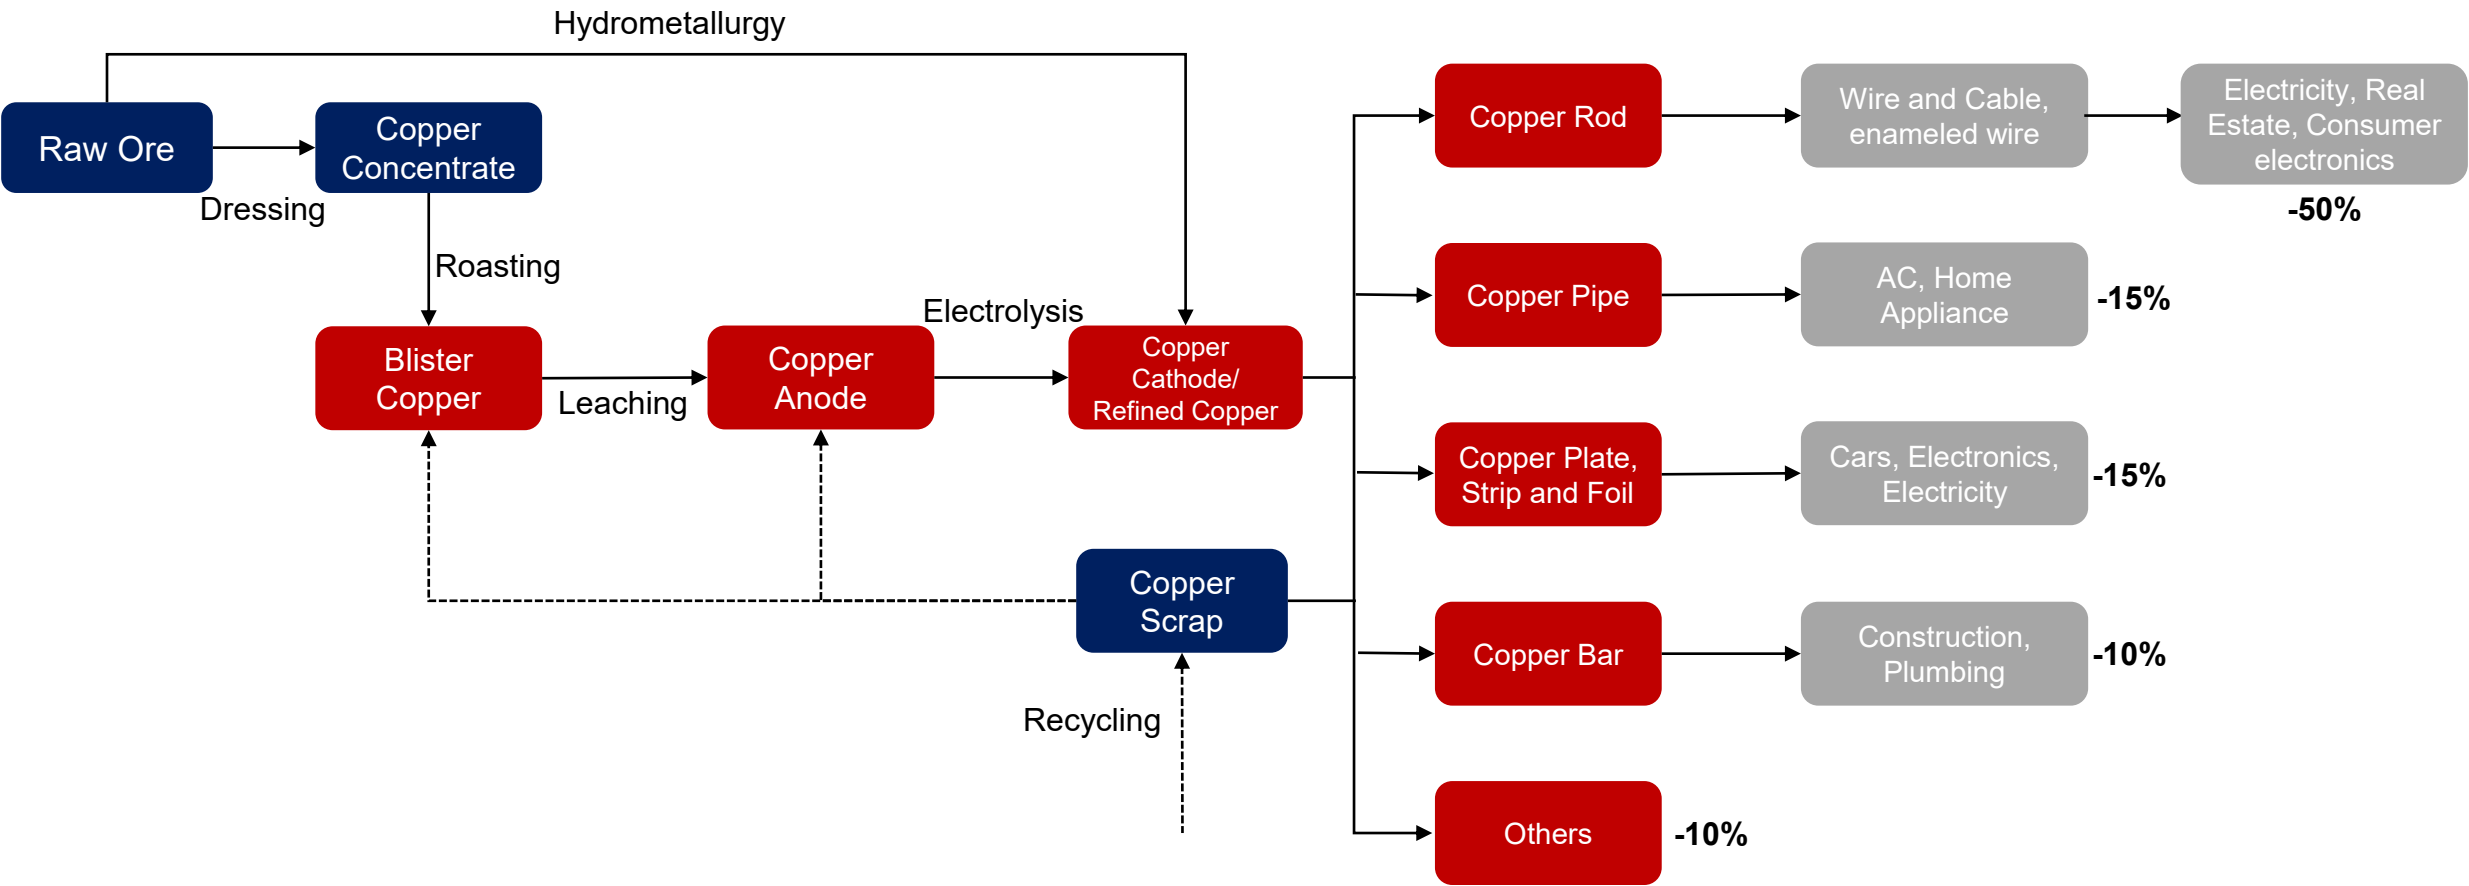 Hydrometallurgy
Raw Ore
Dressing
Copper
Concentrate
Roasting
Blister
Copper
Leaching
Copper
Anode
Electrolysis
Copper
Cathode/
Refined Copper
Copper
Scrap
Recycling
Copper Rod
Wire and Cable,
enameled wire
Electricity, Real
Estate, Consumer
electronics
-50%
Copper Pipe
AC, Home
Appliance
-15%
Copper Plate,
Strip and Foil
Cars, Electronics,
Electricity
-15%
Copper Bar
Construction,
Plumbing
-10%
Others
-10%